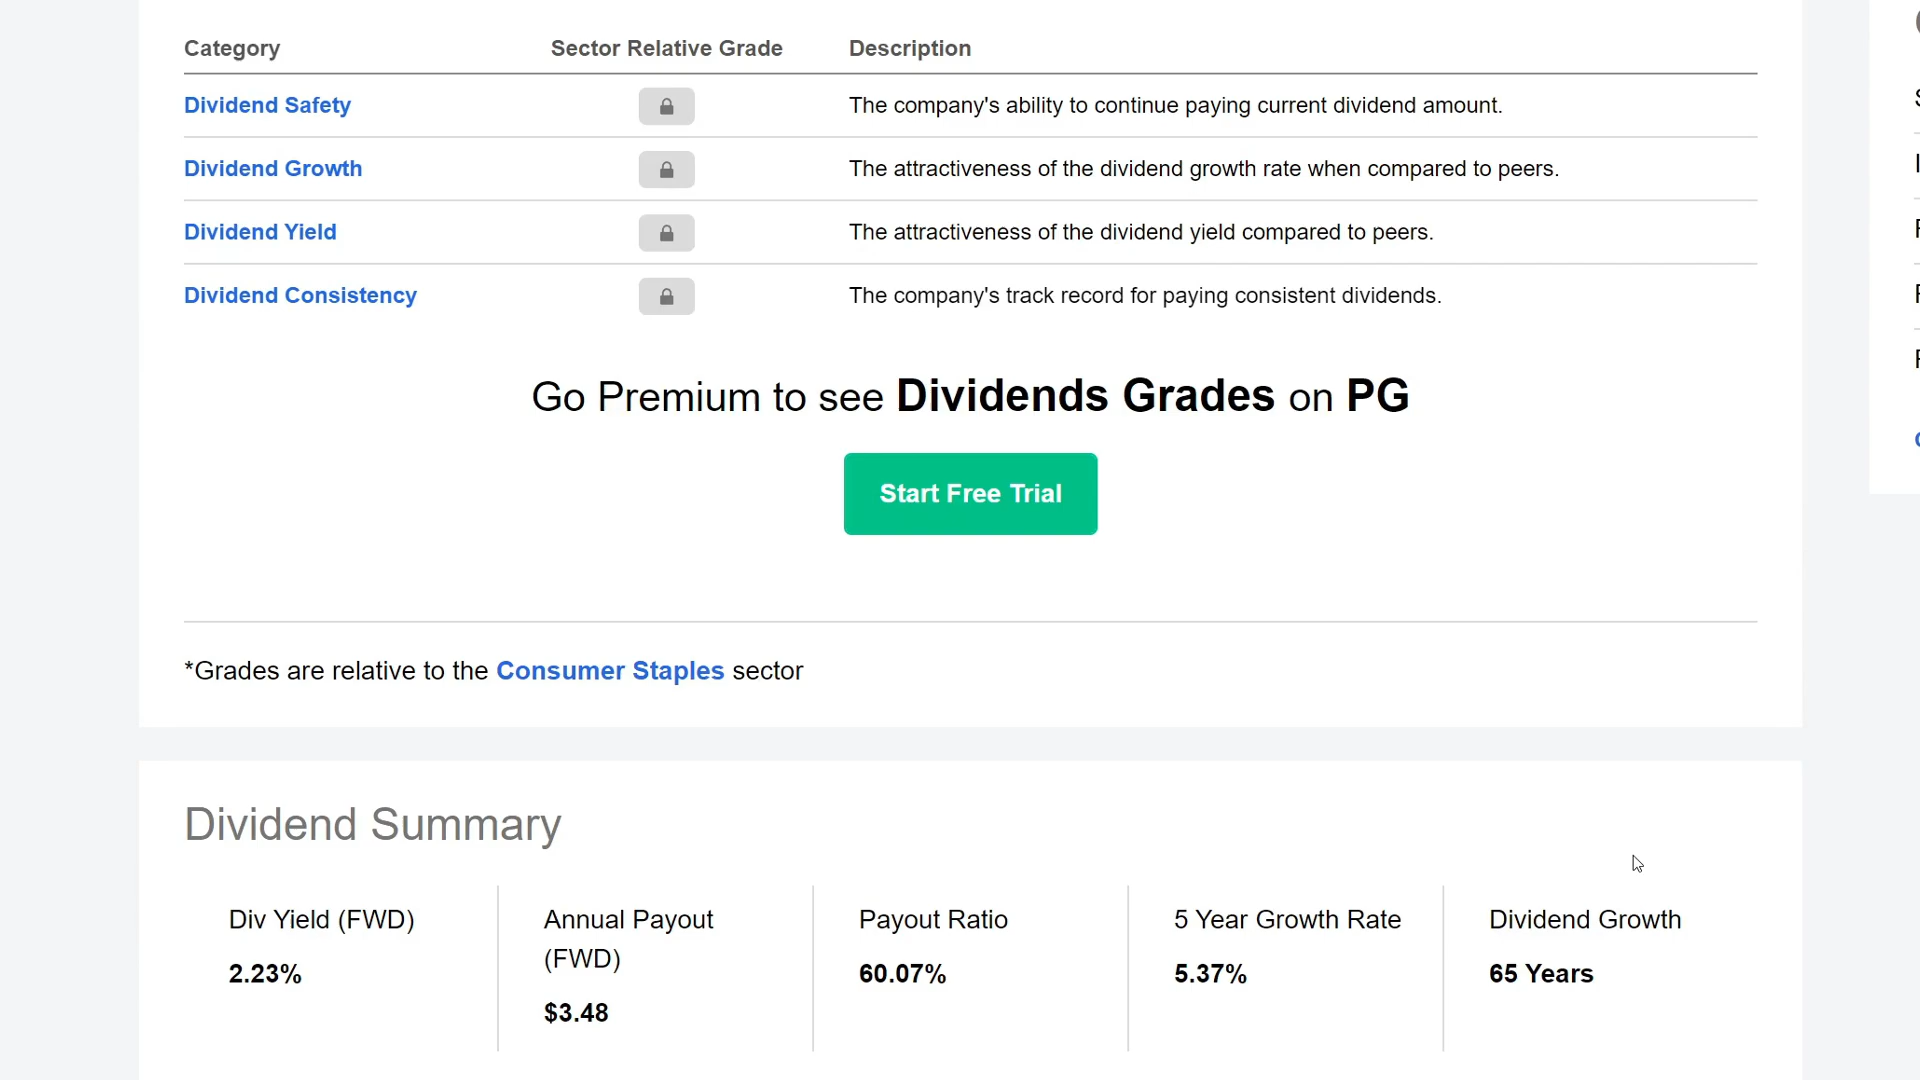 Category Sector Relative Grade Description
Dividend Safety The company's ability to continue paying current dividend amount.
Dividend Growth The attractiveness of the dividend growth rate when compared to peers.
Dividend Yield The attractiveness of the dividend yield compared to peers.
Dividend Consistency The company's track record for paying consistent dividends.
Go Premium to see Dividends Grades on PG
Start Free Trial
*Grades are relative to the Consumer Staples sector
Dividend Summary
Div Yield (FWD)
2.23%
Annual Payout
(FWD)
$3.48
Payout Ratio
60.07%
5 Year Growth Rate
5.37%
Dividend Growth
65 Years